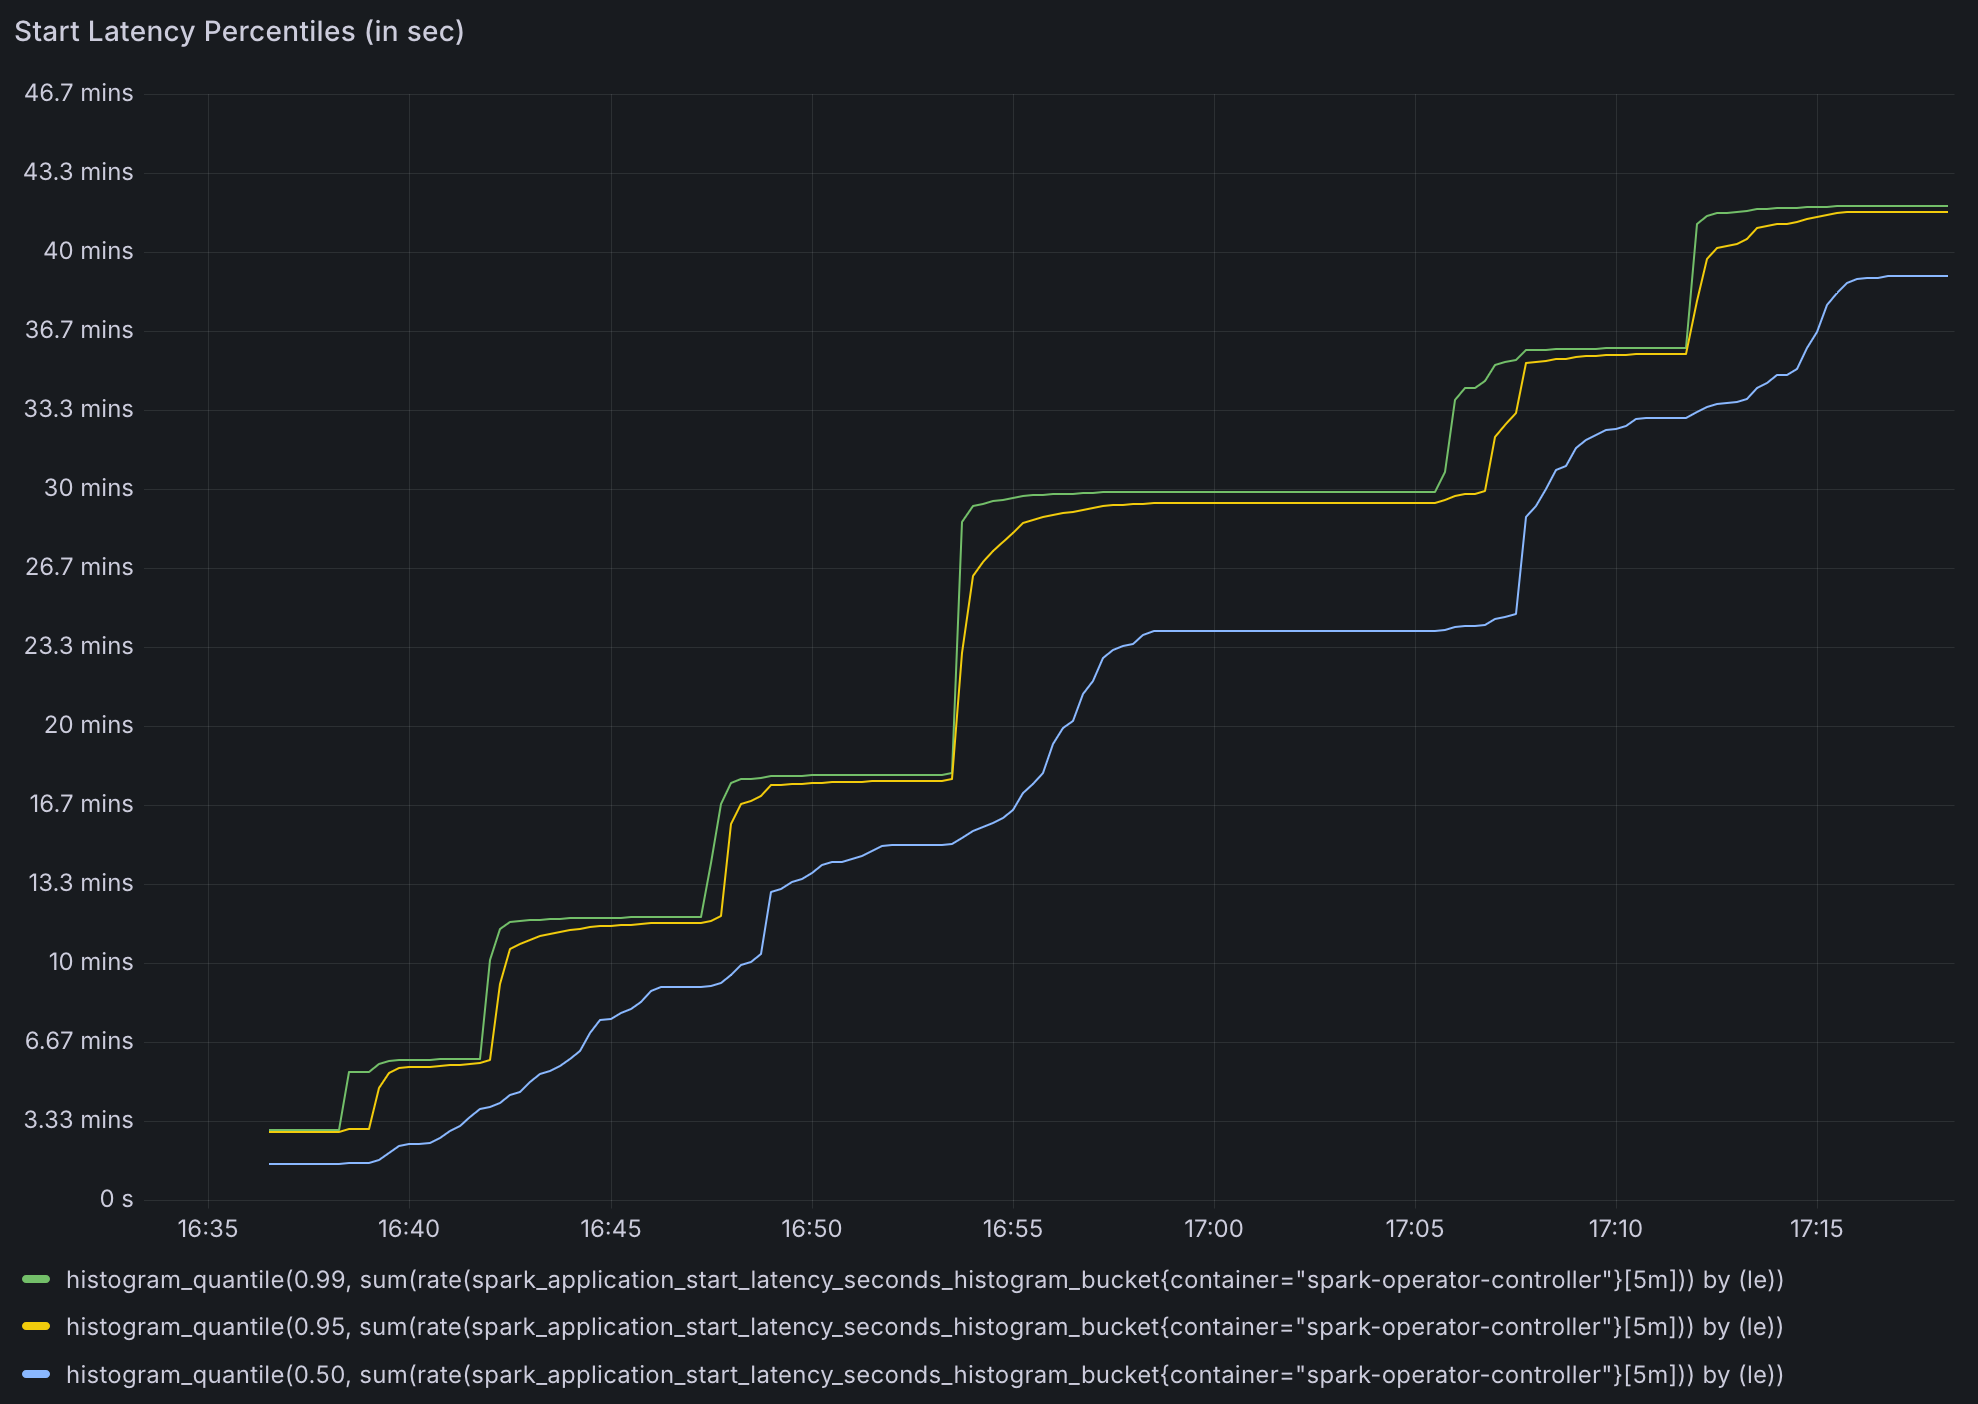 Start Latency Percentiles (in sec)
46.7 mins
43.3 mins
40 mins
36.7 mins
33.3 mins
30 mins
26.7 mins
23.3 mins
20 mins
16.7 mins
13.3 mins
10 mins
6.67 mins
3.33 mins
0 s
16:35 16:40 16:45 16:50 16:55 17:00 17:05 17:10 17:15
histogram_quantile(0.99, sum(rate(spark_application_start_latency_seconds_histogram_bucket{container="spark-operator-controller"}[5m])) by (le))
histogram_quantile(0.95, sum(rate(spark_application_start_latency_seconds_histogram_bucket{container="spark-operator-controller"}[5m])) by (le))
histogram_quantile(0.50, sum(rate(spark_application_start_latency_seconds_histogram_bucket{container="spark-operator-controller"}[5m])) by (le))